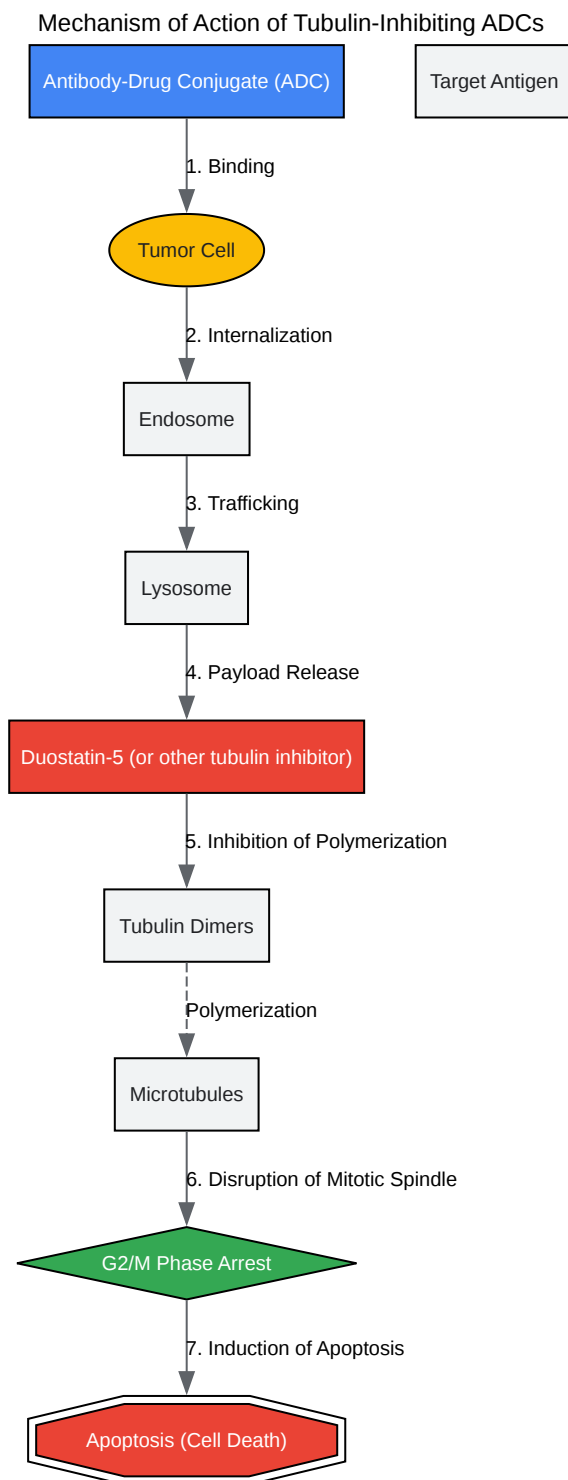 Mechanism of Action of Tubulin-Inhibiting ADCs
Antibody-Drug Conjugate (ADC)
Target Antigen
1. Binding
Tumor Cell
2. Internalization
Endosome
3. Trafficking
Lysosome
4. Payload Release
Duostatin-5 (or other tubulin inhibitor)
5. Inhibition of Polymerization
Tubulin Dimers
Polymerization
Microtubules
6. Disruption of Mitotic Spindle
G2/M Phase Arrest
7. Induction of Apoptosis
Apoptosis (Cell Death)